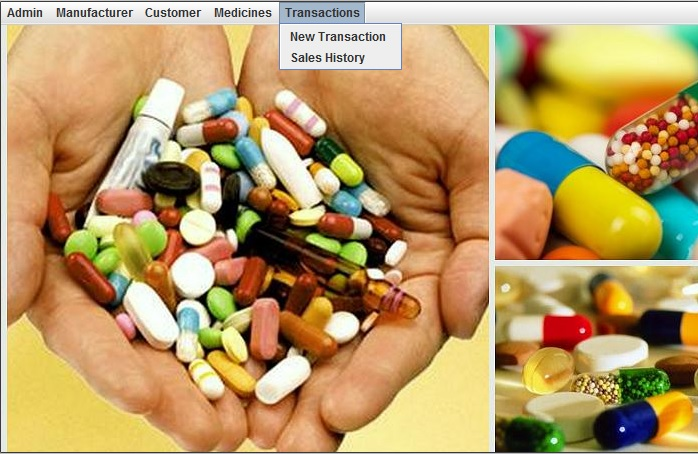 Admin Manufacturer Customer Medicines Transactions
New Transaction
Sales History